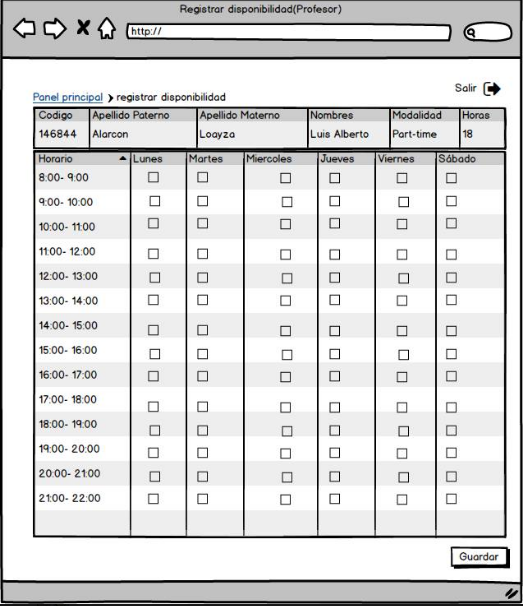 Registrar disponibilidad(Profesor)
http://
Salir
Panel principal registrar disponibilidad
Codigo Apellido Paterno Apellido Materno Nombres Modalidad Horas
146844 Alarcon Loayza Luis Alberto Part-time 18
Horario Lunes Martes Miercoles Jueves Viernes Sábado
8:00- 9:00
9:00- 10:00
10:00- 11:00
11:00- 12:00
12:00- 13:00
13:00- 14:00
14:00- 15:00
15:00- 16:00
16:00- 17:00
17:00- 18:00
18:00- 19:00
19:00- 20:00
20:00- 21:00
21:00- 22:00
Guardar